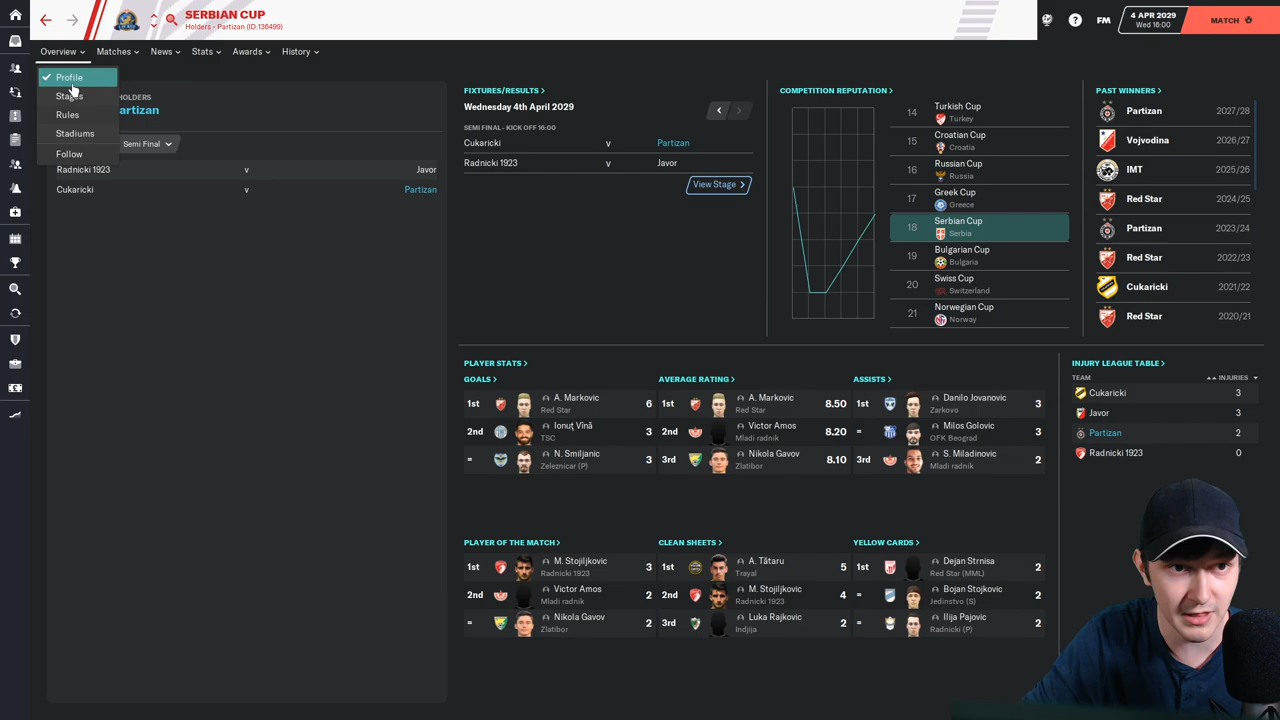 SERBIAN CUP
Holders - Partizan (ID:136499)
FM
4 APR 2029
Wed 16:00
MATCH
Overview
Matches
News
Stats
Awards
History
Profile
Stages
Rules
Stadiums
Follow
HOLDERS
artizan
Semi Final
Radnicki 1923 v Javor
Cukaricki v Partizan
FIXTURES/RESULTS
Wednesday 4th April 2029
SEMI FINAL - KICK OFF 16:00
Cukaricki v Partizan
Radnicki 1923 v Javor
View Stage
COMPETITION REPUTATION
14 Turkish Cup
Turkey
15 Croatian Cup
Croatia
16 Russian Cup
Russia
17 Greek Cup
Greece
18 Serbian Cup
Serbia
19 Bulgarian Cup
Bulgaria
20 Swiss Cup
Switzerland
21 Norwegian Cup
Norway
PAST WINNERS
Partizan 2027/28
Vojvodina 2026/27
IMT 2025/26
Red Star 2024/25
Partizan 2023/24
Red Star 2022/23
Cukaricki 2021/22
Red Star 2020/21
PLAYER STATS
GOALS
1st A. Markovic 6
Red Star
2nd Ionuț Vînă 3
TSC
= N. Smiljanic 3
Zeleznicar (P)
AVERAGE RATING
1st A. Markovic 8.50
Red Star
2nd Victor Amos 8.20
Mladi radnik
3rd Nikola Gavov 8.10
Zlatibor
ASSISTS
1st Danilo Jovanovic 3
Zarkovo
= Milos Golovic 3
OFK Beograd
3rd S. Miladinovic 2
Mladi radnik
INJURY LEAGUE TABLE
TEAM INJURIES
Cukaricki 3
Javor 3
Partizan 2
Radnicki 1923 0
PLAYER OF THE MATCH
1st M. Stojiljkovic 3
Radnicki 1923
2nd Victor Amos 2
Mladi radnik
= Nikola Gavov 2
Zlatibor
CLEAN SHEETS
1st A. Tătaru 5
Trayal
2nd M. Stojiljkovic 4
Radnicki 1923
3rd Luka Rajkovic 2
Indjija
YELLOW CARDS
1st Dejan Strnisa 2
Red Star (MML)
= Bojan Stojkovic 2
Jedinstvo (S)
= Ilija Pajovic 2
Radnicki (P)